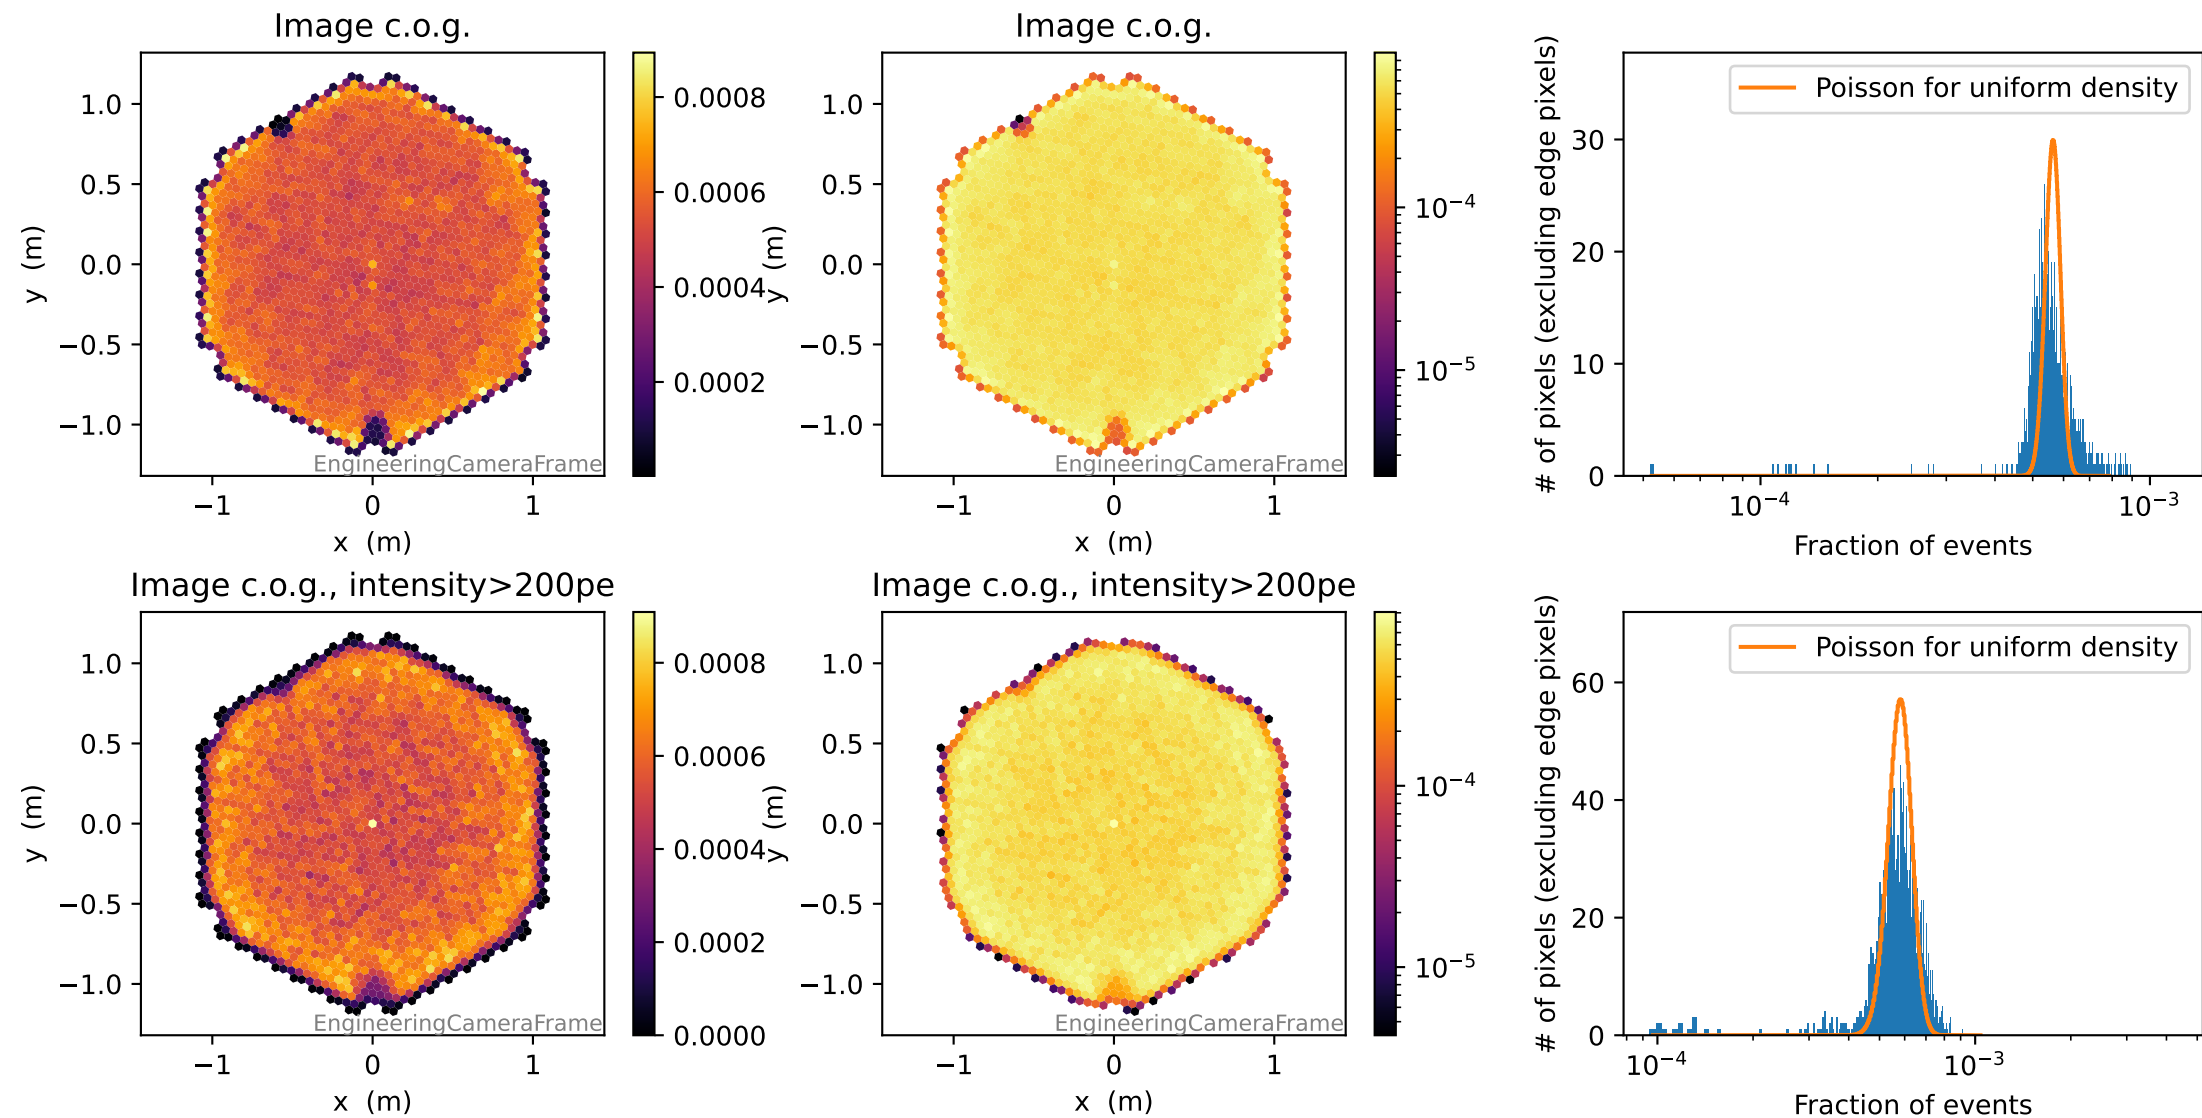 Image c.o.g.
1.0
0.5
0.0
−0.5
−1.0
y (m)
−1
0
1
x (m)
EngineeringCameraFrame
0.0008
0.0006
0.0004
0.0002
Image c.o.g.
1.0
0.5
0.0
−0.5
−1.0
y (m)
−1
0
1
x (m)
EngineeringCameraFrame
10⁻⁴
10⁻⁵
Poisson for uniform density
30
20
10
0
# of pixels (excluding edge pixels)
10⁻⁴
10⁻³
Fraction of events
Image c.o.g., intensity>200pe
1.0
0.5
0.0
−0.5
−1.0
y (m)
−1
0
1
x (m)
EngineeringCameraFrame
0.0008
0.0006
0.0004
0.0002
0.0000
Image c.o.g., intensity>200pe
1.0
0.5
0.0
−0.5
−1.0
y (m)
−1
0
1
x (m)
EngineeringCameraFrame
10⁻⁴
10⁻⁵
Poisson for uniform density
60
40
20
0
# of pixels (excluding edge pixels)
10⁻⁴
10⁻³
Fraction of events